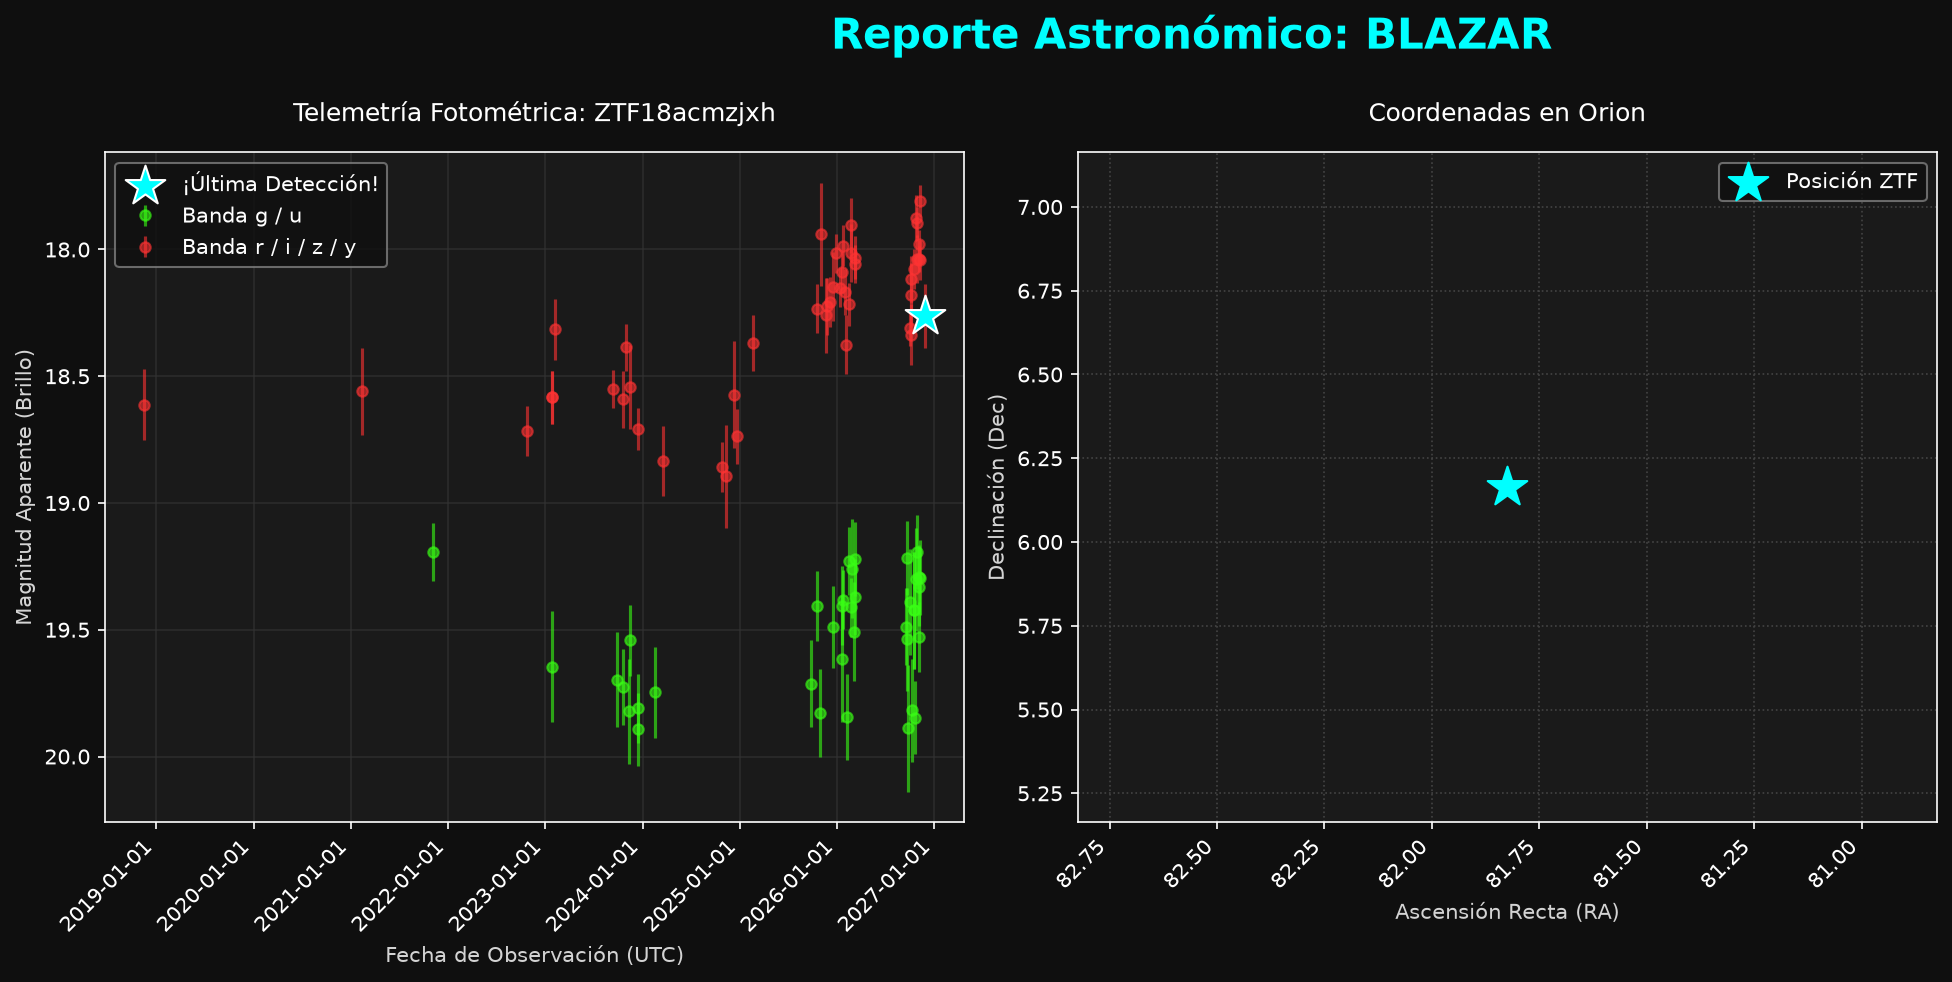 Reporte Astronómico: BLAZAR
Telemetría Fotométrica: ZTF18acmzjxh
¡Última Detección!
Banda g / u
Banda r / i / z / y
Magnitud Aparente (Brillo)
18.0
18.5
19.0
19.5
20.0
2019-01-01
2020-01-01
2021-01-01
2022-01-01
2023-01-01
2024-01-01
2025-01-01
2026-01-01
2027-01-01
Fecha de Observación (UTC)
Coordenadas en Orion
Posición ZTF
Declinación (Dec)
7.00
6.75
6.50
6.25
6.00
5.75
5.50
5.25
82.75
82.50
82.25
82.00
81.75
81.50
81.25
81.00
Ascensión Recta (RA)